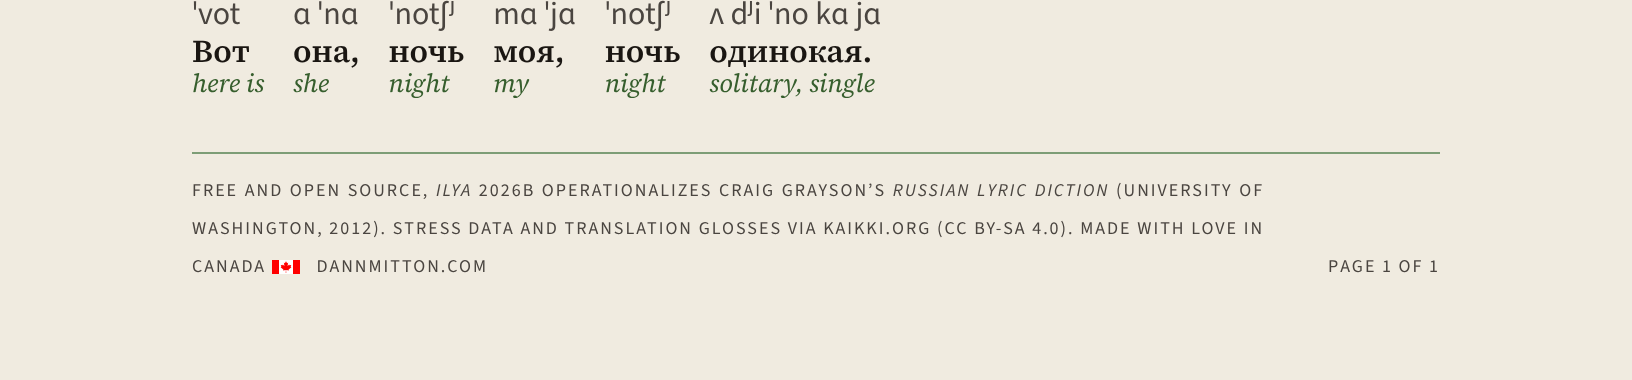 ˈvot ɑ ˈna ˈnotʃʲ mɑ ˈja ˈnotʃʲ ʌ dʲi ˈno kɑ jɑ
Вот она, ночь моя, ночь одинокая.
here is she night my night solitary, single
FREE AND OPEN SOURCE, ILYA 2026B OPERATIONALIZES CRAIG GRAYSON’S RUSSIAN LYRIC DICTION (UNIVERSITY OF
WASHINGTON, 2012). STRESS DATA AND TRANSLATION GLOSSES VIA KAIKKI.ORG (CC BY-SA 4.0). MADE WITH LOVE IN
CANADA 🇨🇦 DANNMITTON.COM PAGE 1 OF 1